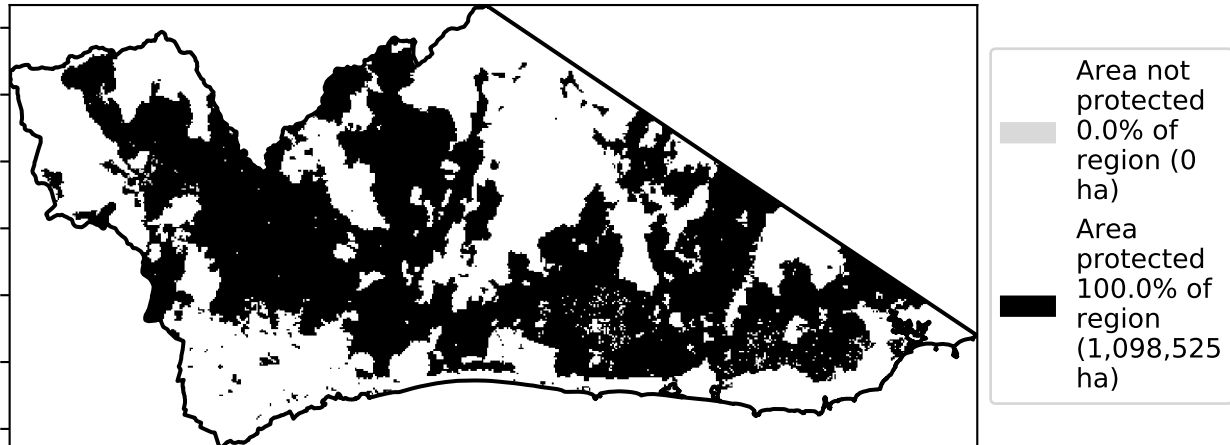 Area not
protected
0.0% of
region (0
ha)
Area
protected
100.0% of
region
(1,098,525
ha)